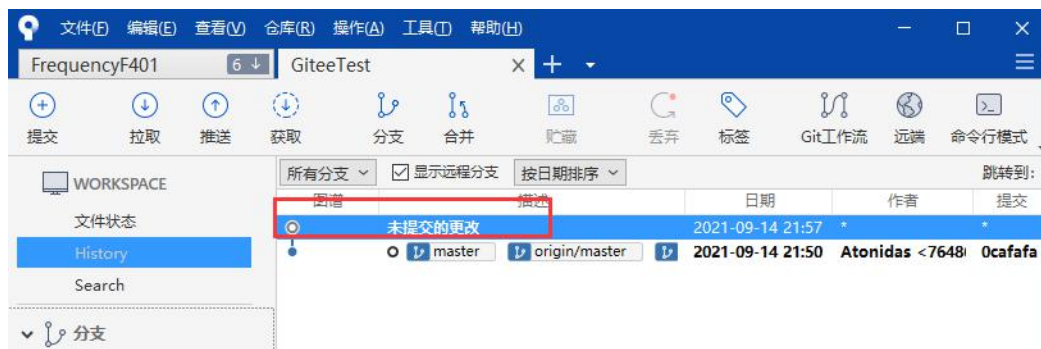 文件(F) 编辑(E) 查看(V) 仓库(R) 操作(A) 工具(T) 帮助(H)
FrequencyF401 6 ↓ GiteeTest × + ▾
提交 拉取 推送 获取 分支 合并 贮藏 丢弃 标签 Git工作流 远端 命令行模式
WORKSPACE
文件状态
History
Search
分支
所有分支 显示远程分支 按日期排序 跳转到:
图谱 描述 日期 作者 提交
未提交的更改 2021-09-14 21:57 * *
master origin/master 2021-09-14 21:50 Atonidas <7648 0cafafa